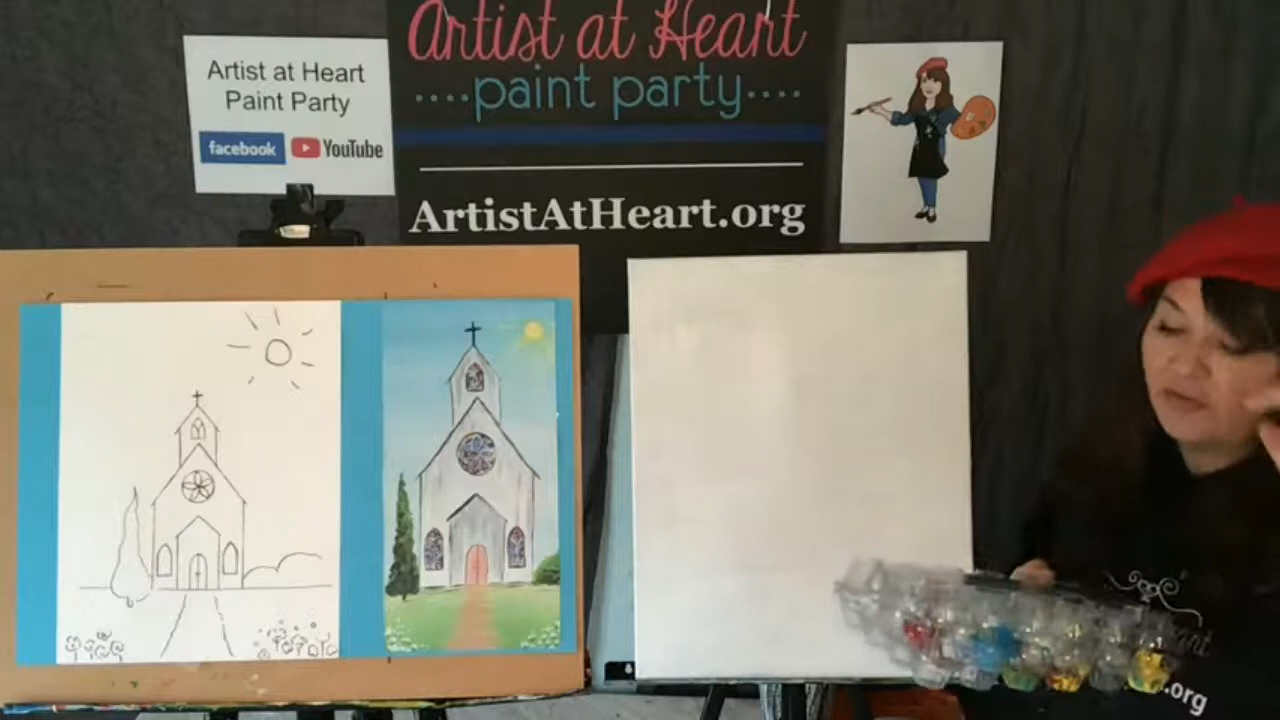 Artist at Heart
Paint Party
facebook YouTube
Artist at Heart
....paint party....
ArtistAtHeart.org
.org